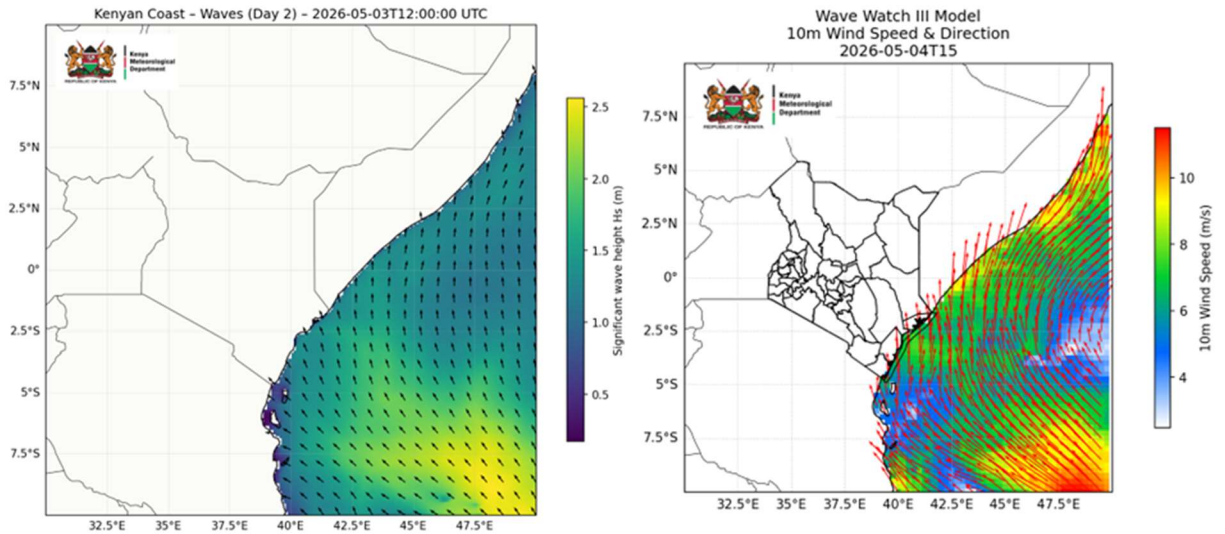 Kenyan Coast – Waves (Day 2) – 2026-05-03T12:00:00 UTC
Kenya
Meteorological
Department
REPUBLIC OF KENYA
7.5°N
5°N
2.5°N
0°
2.5°S
5°S
7.5°S
32.5°E 35°E 37.5°E 40°E 42.5°E 45°E 47.5°E
2.5
2.0
1.5
1.0
0.5
Significant wave height Hs (m)
Wave Watch III Model
10m Wind Speed & Direction
2026-05-04T15
Kenya
Meteorological
Department
REPUBLIC OF KENYA
7.5°N
5°N
2.5°N
0°
2.5°S
5°S
7.5°S
32.5°E 35°E 37.5°E 40°E 42.5°E 45°E 47.5°E
10
8
6
4
10m Wind Speed (m/s)